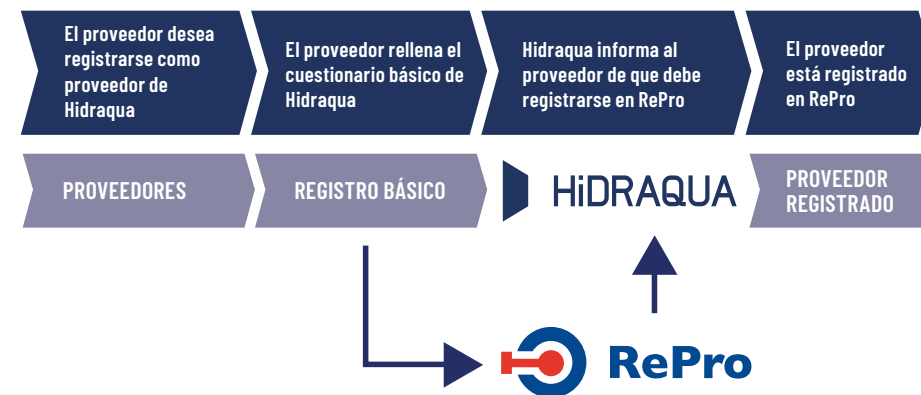 El proveedor desea
registrarse como
proveedor de
Hidraqua
El proveedor rellena el
cuestionario básico de
Hidraqua
Hidraqua informa al
proveedor de que debe
registrarse en RePro
El proveedor
está registrado
en RePro
PROVEEDORES
REGISTRO BÁSICO
HiDRAQUA
PROVEEDOR
REGISTRADO
RePro